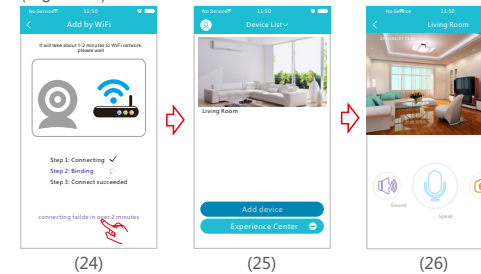 No Service 11:50
Add by WiFi
It will take about 1-2 minutes to WiFi network,
please wait
Step 1: Connecting
Step 2: Binding
Step 3: Connect succeeded
connecting failde in over 2 minutes
(24)
No Service 11:50
Device List
Living Room
Add device
Experience Center
(25)
No Service 11:50
Living Room
Sound
Speak
(26)